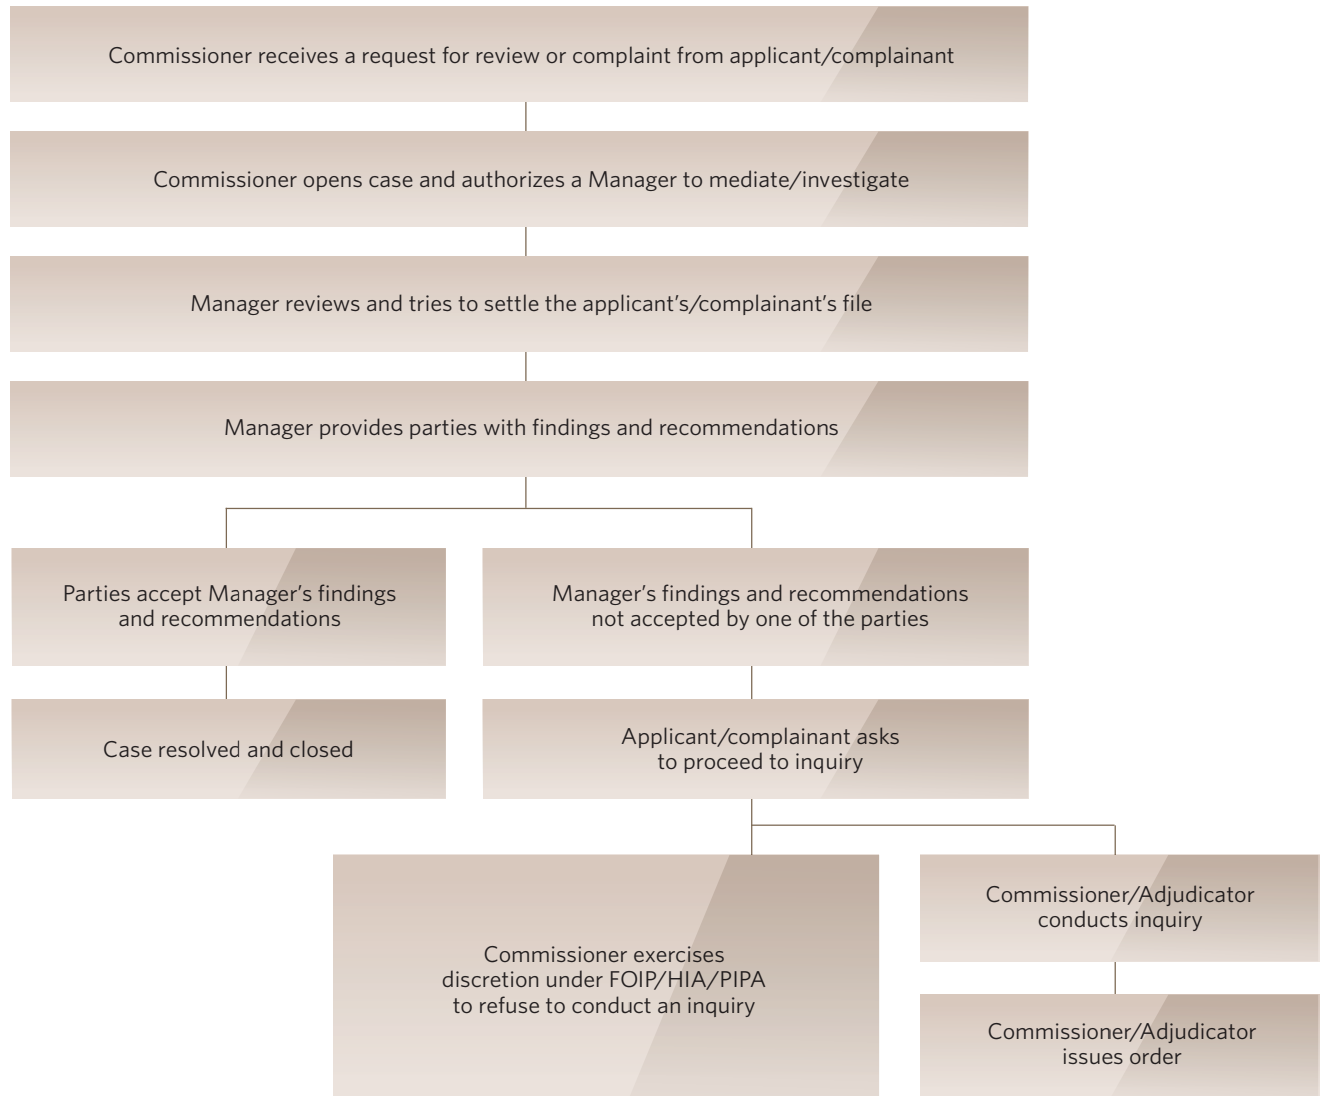 Commissioner receives a request for review or complaint from applicant/complainant
Commissioner opens case and authorizes a Manager to mediate/investigate
Manager reviews and tries to settle the applicant's/complainant's file
Manager provides parties with findings and recommendations
Parties accept Manager's findings
and recommendations
Manager's findings and recommendations
not accepted by one of the parties
Case resolved and closed
Applicant/complainant asks
to proceed to inquiry
Commissioner exercises
discretion under FOIP/HIA/PIPA
to refuse to conduct an inquiry
Commissioner/Adjudicator
conducts inquiry
Commissioner/Adjudicator
issues order